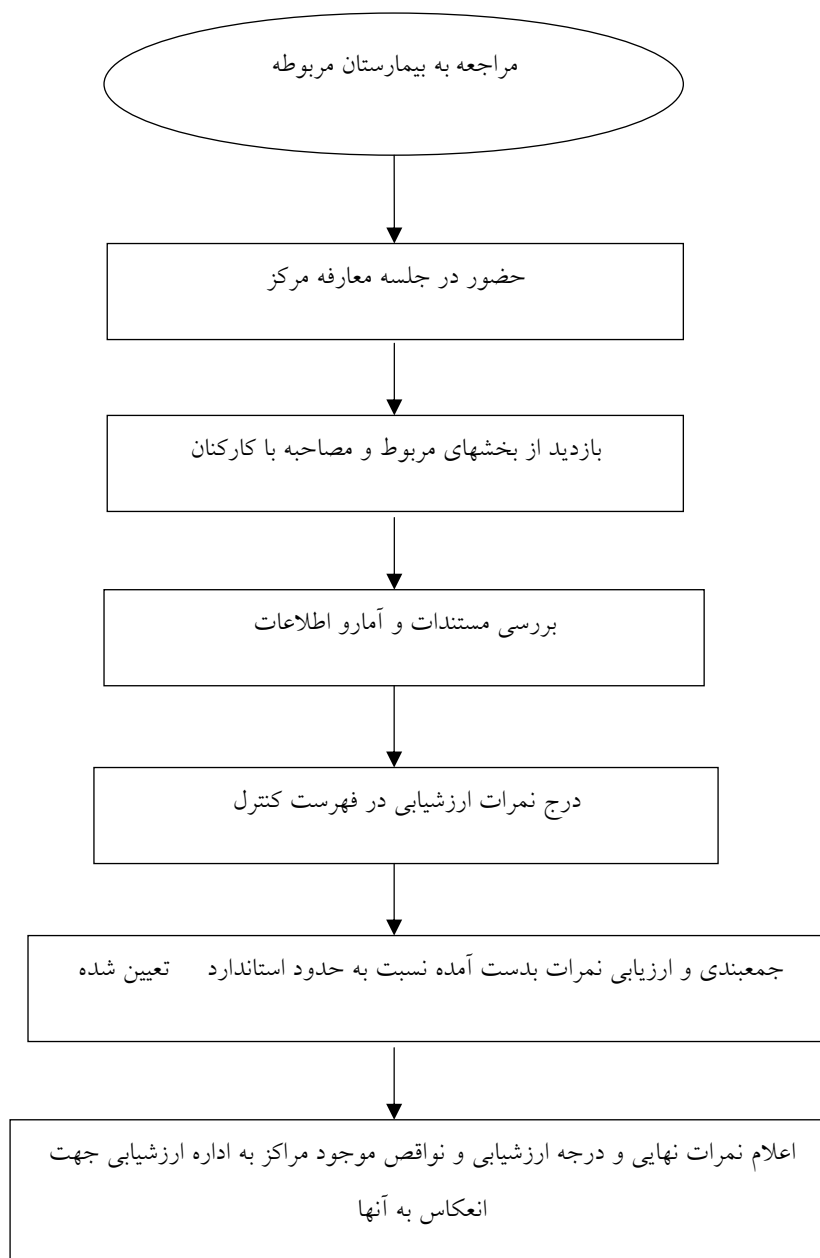 مراجعه به بیمارستان مربوطه
حضور در جلسه معارفه مرکز
بازدید از بخشهای مربوط و مصاحبه با کارکنان
بررسی مستندات و آمارو اطلاعات
درج نمرات ارزشیابی در فهرست کنترل
جمعبندی و ارزیابی نمرات بدست آمده نسبت به حدود استاندارد تعیین شده
اعلام نمرات نهایی و درجه ارزشیابی و نواقص موجود مراکز به اداره ارزشیابی جهت
انعکاس به آنها